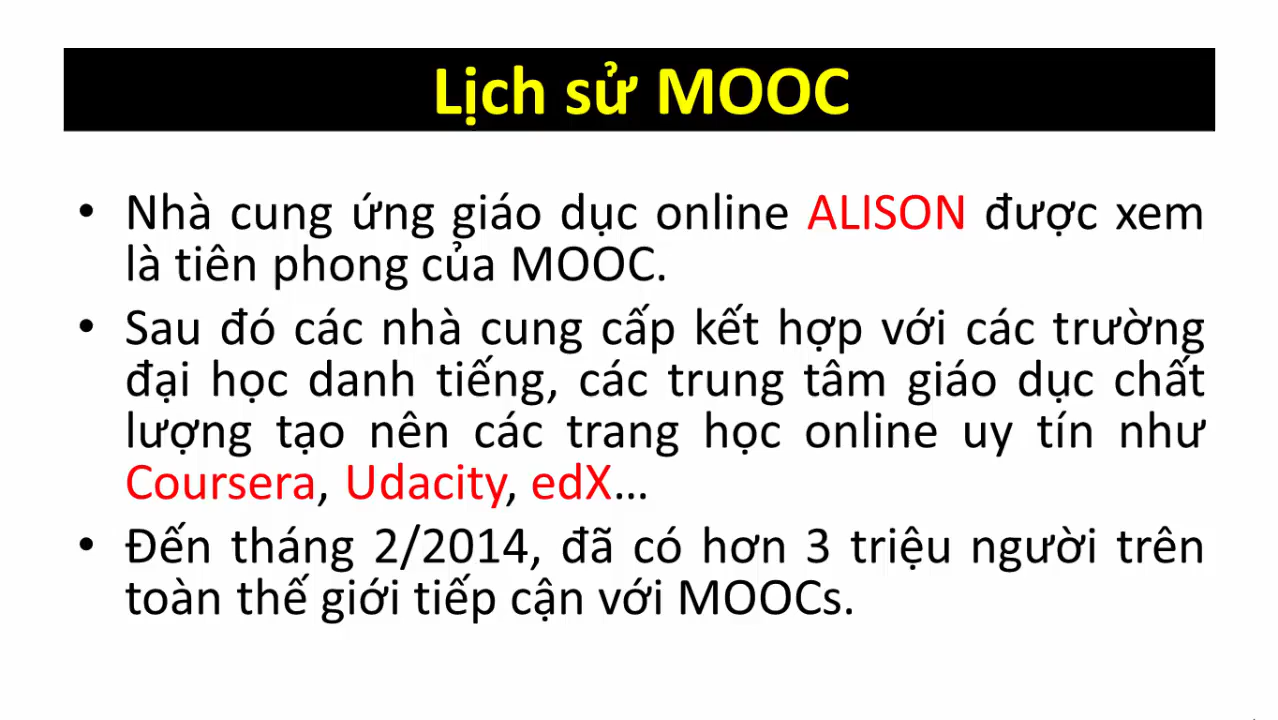 Lịch sử MOOC
• Nhà cung ứng giáo dục online ALISON được xem
là tiên phong của MOOC.
• Sau đó các nhà cung cấp kết hợp với các trường
đại học danh tiếng, các trung tâm giáo dục chất
lượng tạo nên các trang học online uy tín như
Coursera, Udacity, edX...
• Đến tháng 2/2014, đã có hơn 3 triệu người trên
toàn thế giới tiếp cận với MOOCs.